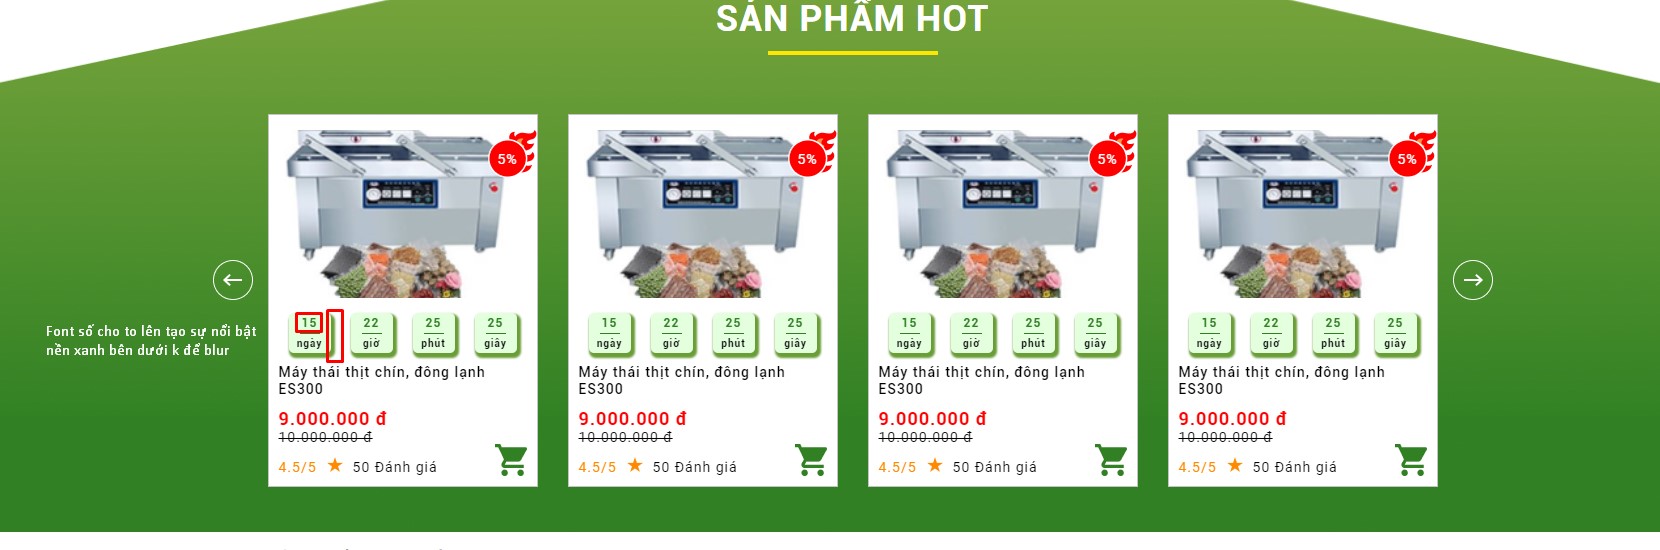 SẢN PHẨM HOT
5%
5%
5%
5%
Font số cho to lên tạo sự nổi bật
nền xanh bên dưới k để blur
15 22 25 25
ngày giờ phút giây
15 22 25 25
ngày giờ phút giây
15 22 25 25
ngày giờ phút giây
15 22 25 25
ngày giờ phút giây
Máy thái thịt chín, đông lạnh
ES300
9.000.000 đ
10.000.000 đ
4.5/5 ★ 50 Đánh giá
Máy thái thịt chín, đông lạnh
ES300
9.000.000 đ
10.000.000 đ
4.5/5 ★ 50 Đánh giá
Máy thái thịt chín, đông lạnh
ES300
9.000.000 đ
10.000.000 đ
4.5/5 ★ 50 Đánh giá
Máy thái thịt chín, đông lạnh
ES300
9.000.000 đ
10.000.000 đ
4.5/5 ★ 50 Đánh giá